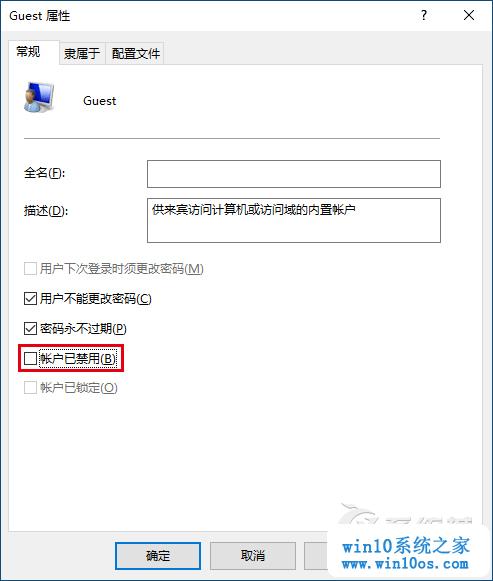 Guest 属性
常规 隶属于 配置文件
Guest
全名(F):
描述(D): 供来宾访问计算机或访问域的内置帐户
用户下次登录时须更改密码(M)
用户不能更改密码(C)
密码永不过期(P)
帐户已禁用(B)
帐户已锁定(O)
确定 取消
win10系统之家
www.win10os.com